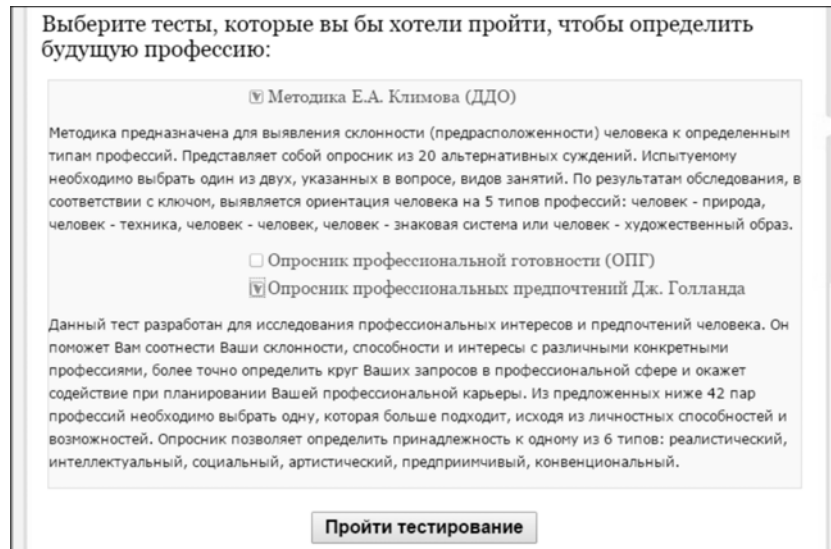 Выберите тесты, которые вы бы хотели пройти, чтобы определить
будущую профессию:
Методика Е.А. Климова (ДДО)
Методика предназначена для выявления склонности (предрасположенности) человека к определенным
типам профессий. Представляет собой опросник из 20 альтернативных суждений. Испытуемому
необходимо выбрать один из двух, указанных в вопросе, видов занятий. По результатам обследования, в
соответствии с ключом, выявляется ориентация человека на 5 типов профессий: человек - природа,
человек - техника, человек - человек, человек - знаковая система или человек - художественный образ.
Опросник профессиональной готовности (ОПГ)
Опросник профессиональных предпочтений Дж. Голланда
Данный тест разработан для исследования профессиональных интересов и предпочтений человека. Он
поможет Вам соотнести Ваши склонности, способности и интересы с различными конкретными
профессиями, более точно определить круг Ваших запросов в профессиональной сфере и окажет
содействие при планировании Вашей профессиональной карьеры. Из предложенных ниже 42 пар
профессий необходимо выбрать одну, которая больше подходит, исходя из личностных способностей и
возможностей. Опросник позволяет определить принадлежность к одному из 6 типов: реалистический,
интеллектуальный, социальный, артистический, предприимчивый, конвенциональный.
Пройти тестирование